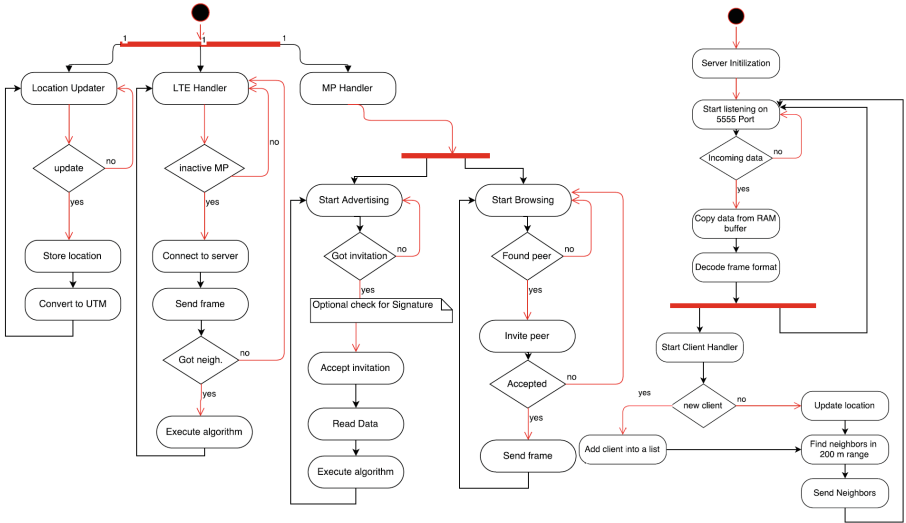 1
1
1
Location Updater
LTE Handler
MP Handler
update
no
yes
Store location
Convert to UTM
inactive MP
no
yes
Connect to server
Send frame
Got neigh.
no
yes
Execute algorithm
Start Advertising
Got invitation
no
yes
Optional check for Signature
Accept invitation
Read Data
Execute algorithm
Start Browsing
Found peer
no
yes
Invite peer
Accepted
no
yes
Send frame
Server Initilization
Start listening on
5555 Port
Incoming data
no
yes
Copy data from RAM
buffer
Decode frame format
Start Client Handler
new client
yes
no
Add client into a list
Update location
Find neighbors in
200 m range
Send Neighbors